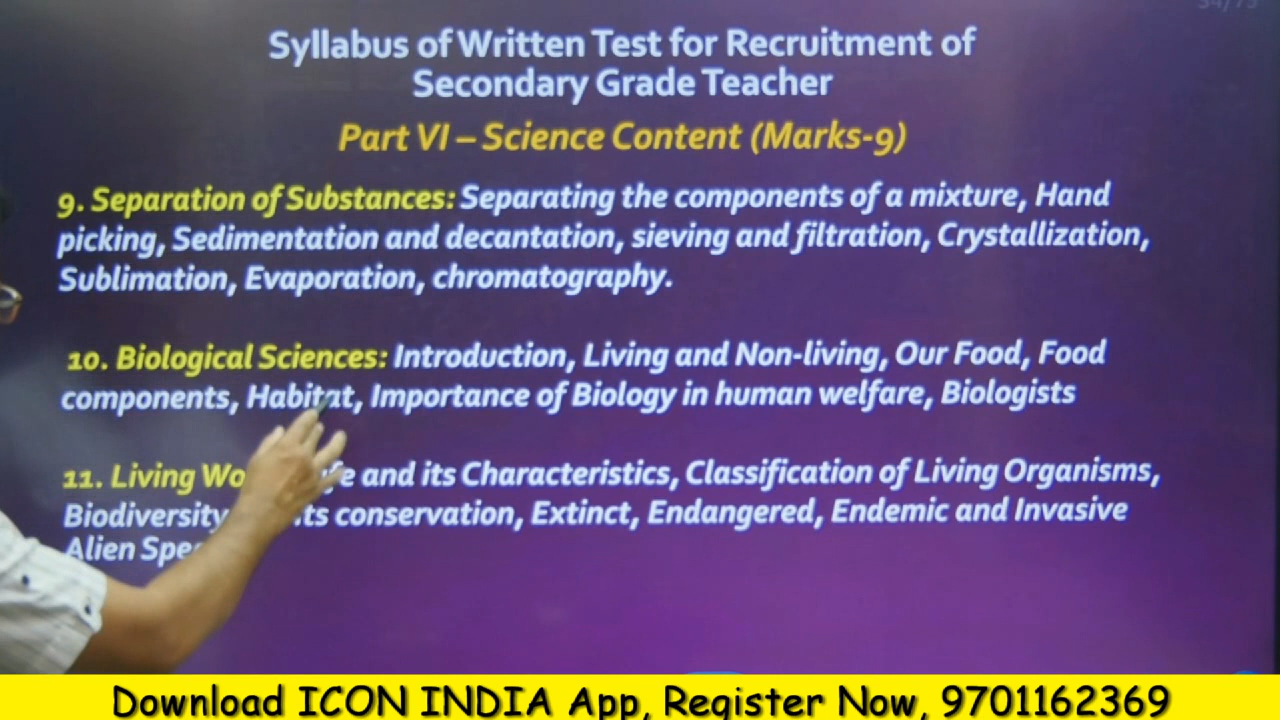 Syllabus of Written Test for Recruitment of
Secondary Grade Teacher
Part VI – Science Content (Marks-9)
9. Separation of Substances: Separating the components of a mixture, Hand
picking, Sedimentation and decantation, sieving and filtration, Crystallization,
Sublimation, Evaporation, chromatography.
10. Biological Sciences: Introduction, Living and Non-living, Our Food, Food
components, Habitat, Importance of Biology in human welfare, Biologists
11. Living and its Characteristics, Classification of Living Organisms,
Biodiversity conservation, Extinct, Endangered, Endemic and Invasive
Alien
Download ICON INDIA App, Register Now, 9701162369